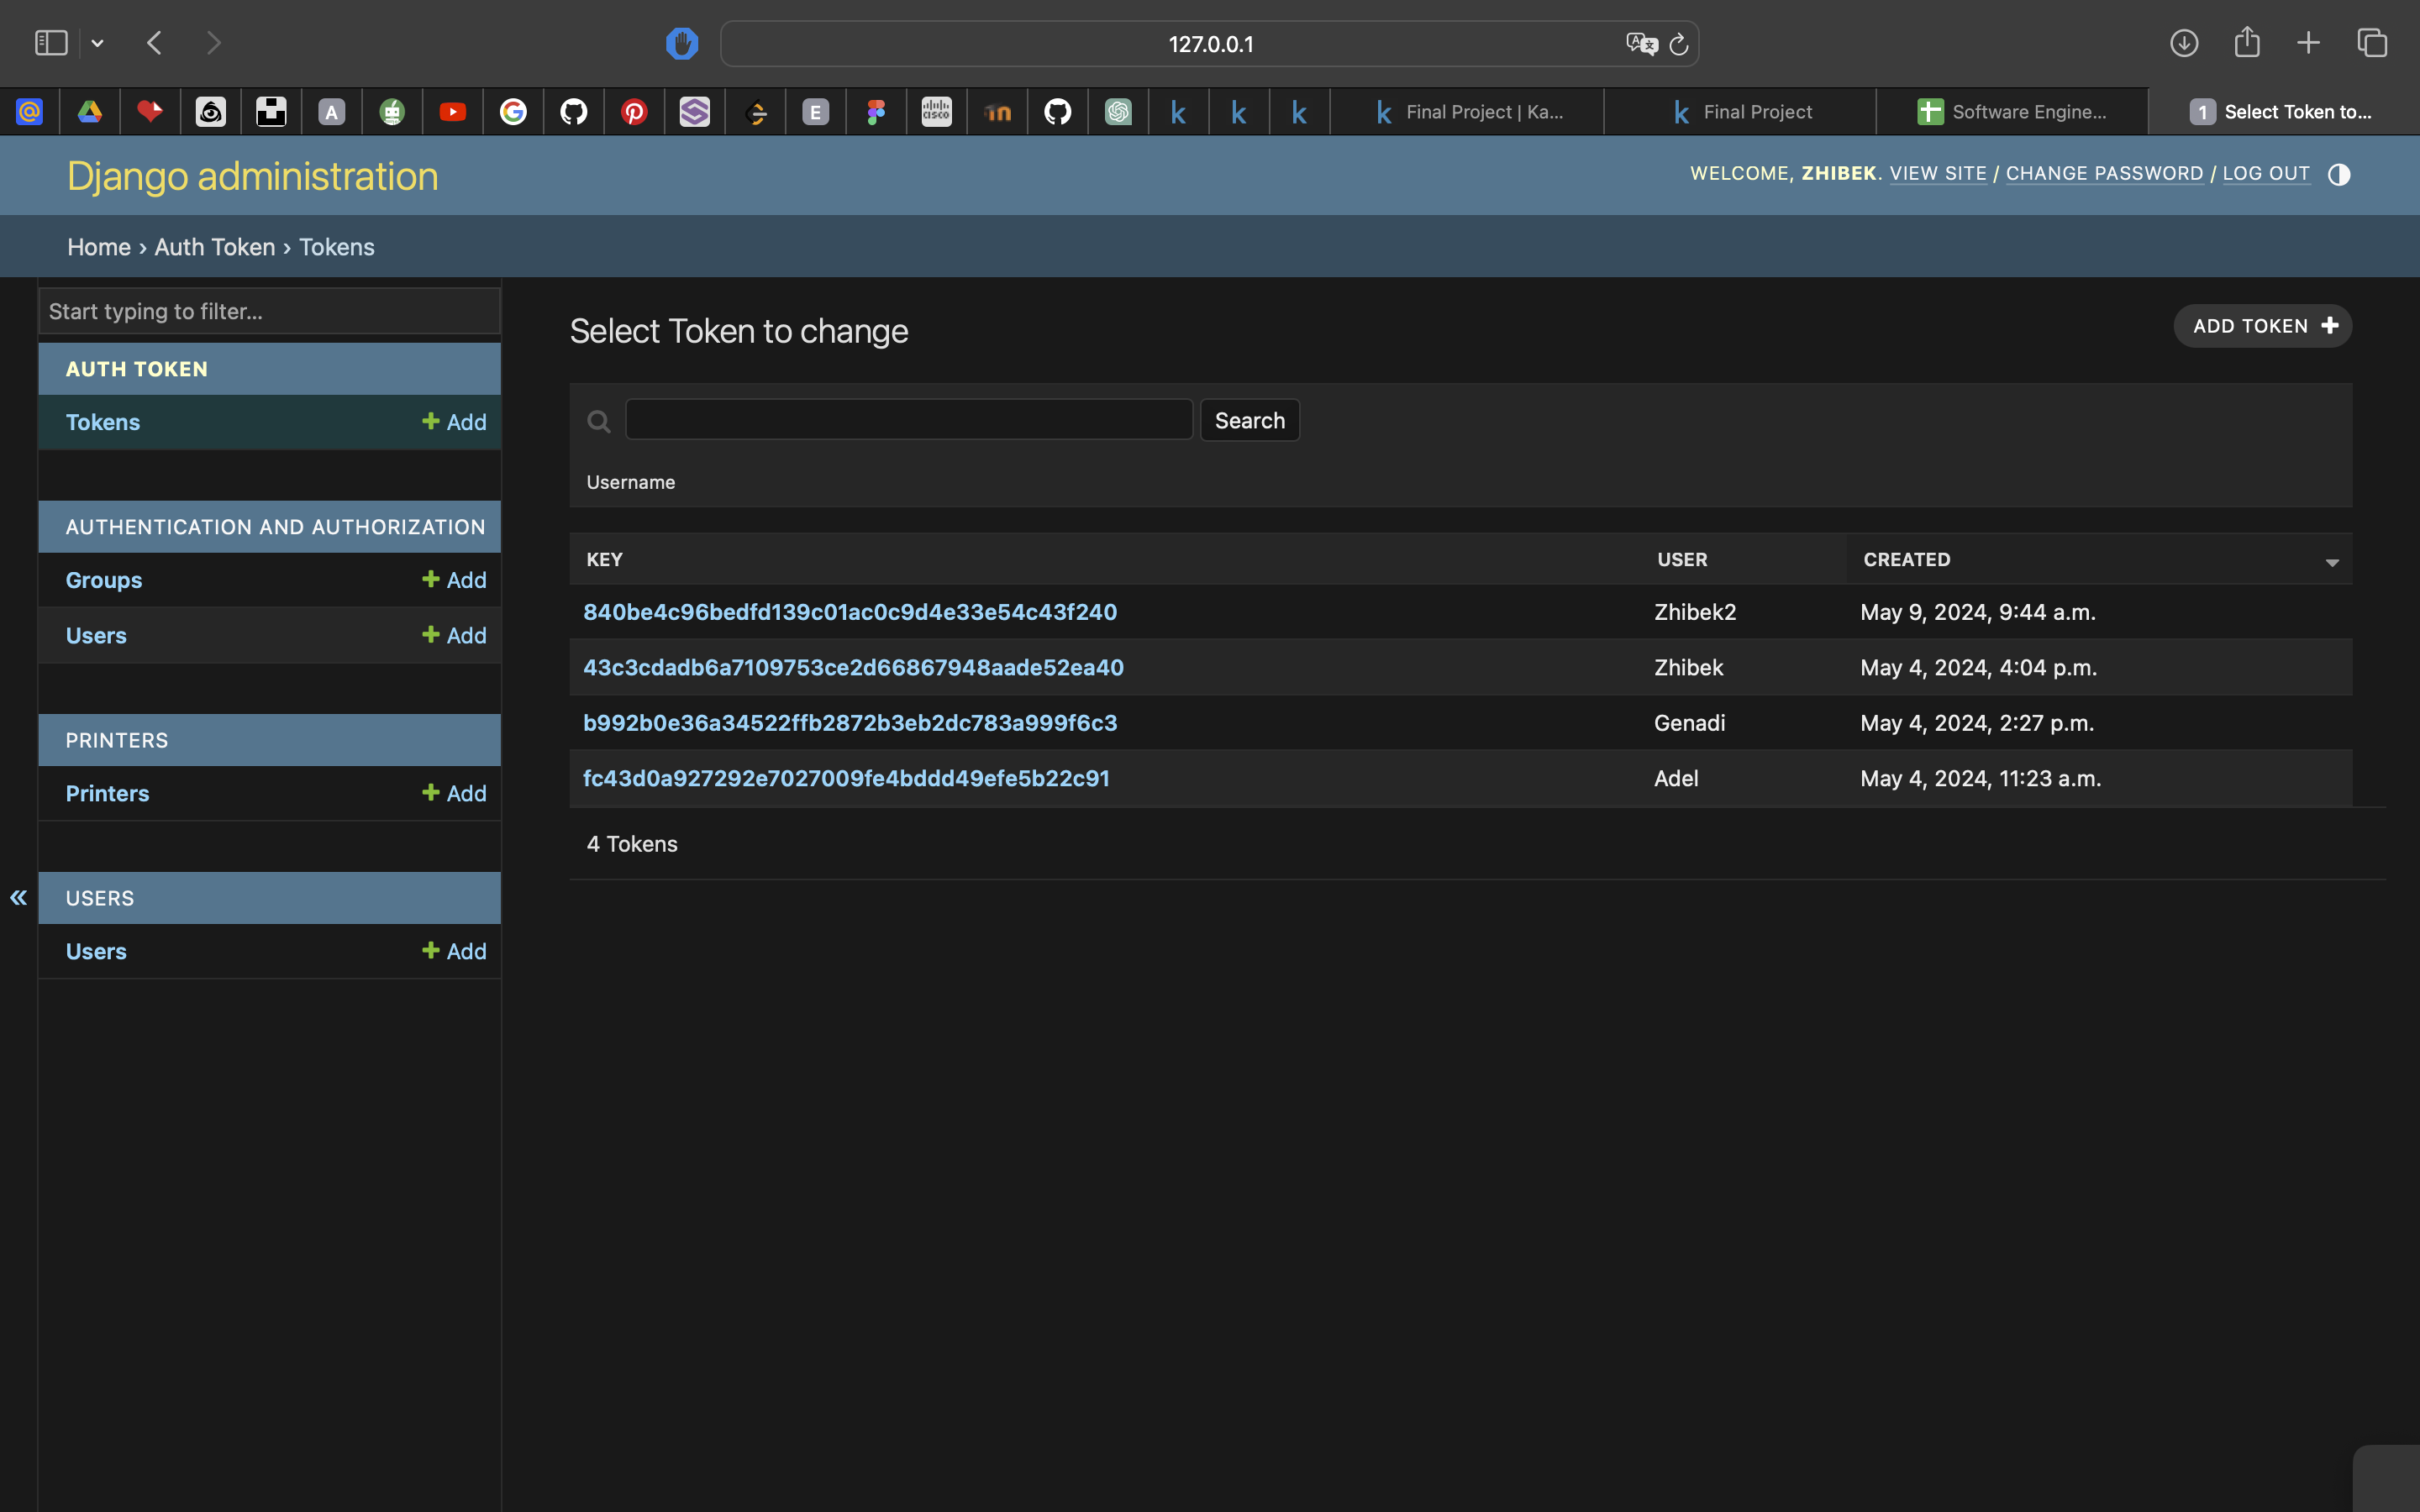 127.0.0.1
Final Project | Ka...
Final Project
Software Engine...
1
Select Token to...
Django administration
WELCOME, ZHIBEK. VIEW SITE / CHANGE PASSWORD / LOG OUT
Home › Auth Token › Tokens
Start typing to filter...
AUTH TOKEN
Tokens + Add
AUTHENTICATION AND AUTHORIZATION
Groups + Add
Users + Add
PRINTERS
Printers + Add
USERS
Users + Add
«
Select Token to change
ADD TOKEN +
Search
Username
KEY USER CREATED
840be4c96bedfd139c01ac0c9d4e33e54c43f240 Zhibek2 May 9, 2024, 9:44 a.m.
43c3cdadb6a7109753ce2d66867948aade52ea40 Zhibek May 4, 2024, 4:04 p.m.
b992b0e36a34522ffb2872b3eb2dc783a999f6c3 Genadi May 4, 2024, 2:27 p.m.
fc43d0a927292e7027009fe4bddd49efe5b22c91 Adel May 4, 2024, 11:23 a.m.
4 Tokens